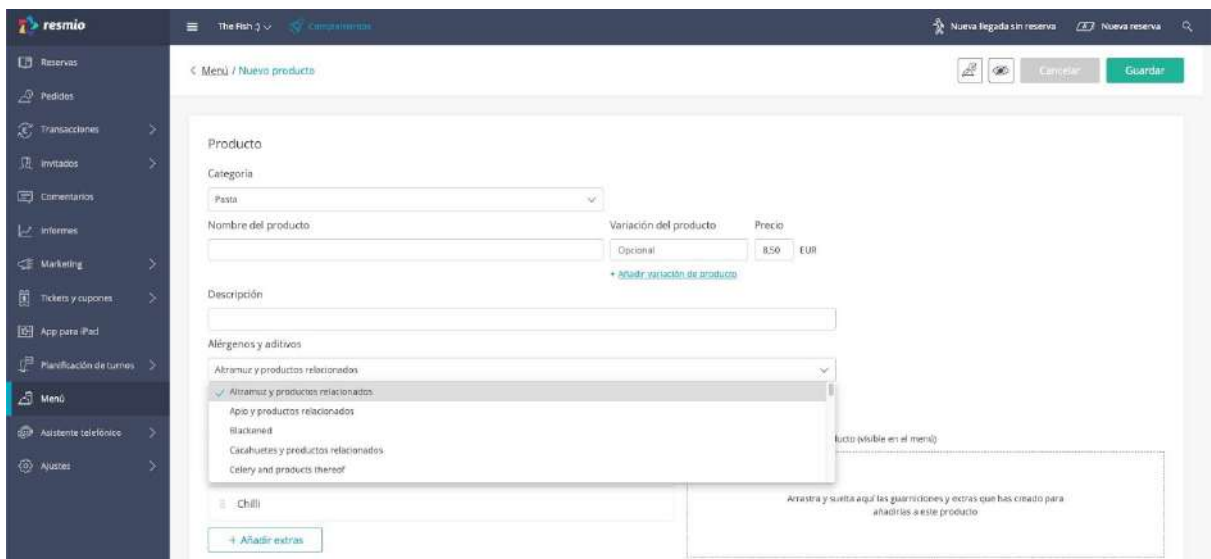 resmio
The Fish :)
Nueva llegada sin reserva
Nueva reserva
Reservas
Pedidos
Transacciones
Invitados
Comentarios
Informes
Marketing
Tickets y cupones
App para iPad
Planificación de turnos
Menú
Asistente telefónico
Ajustes
< Menú / Nuevo producto
Cancelar
Guardar
Producto
Categoría
Pasta
Nombre del producto
Variación del producto
Precio
Opcional
8,50 EUR
+ Añadir variación de producto
Descripción
Alérgenos y aditivos
Altramuz y productos relacionados
Altramuz y productos relacionados
Apio y productos relacionados
Blackened
Cacahuetes y productos relacionados
Celery and products thereof
(visible en el menú)
Chilli
Arrastra y suelta aquí las guarniciones y extras que has creado para
añadirlas a este producto
+ Añadir extras